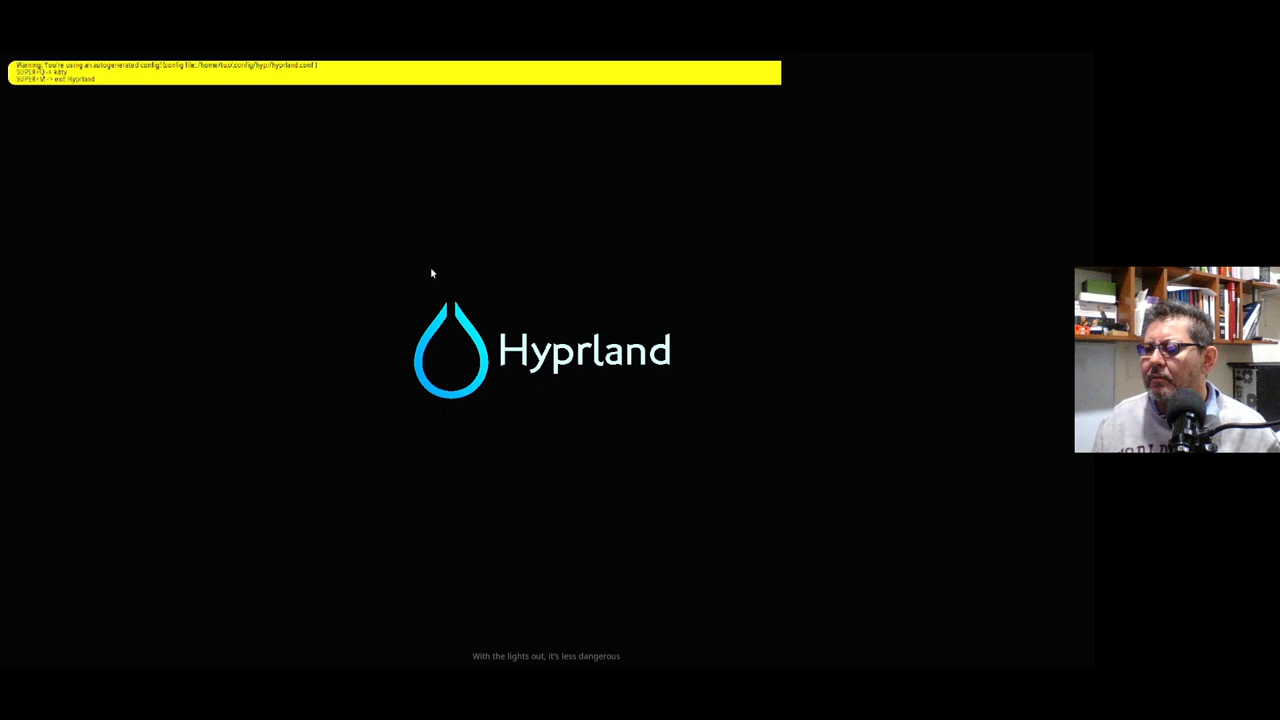 Warning: You're using an autogenerated config! (config file: /home/tux/.config/hypr/hyprland.conf )
SUPER+Q -> kitty
SUPER+M -> exit Hyprland
Hyprland
With the lights out, it's less dangerous